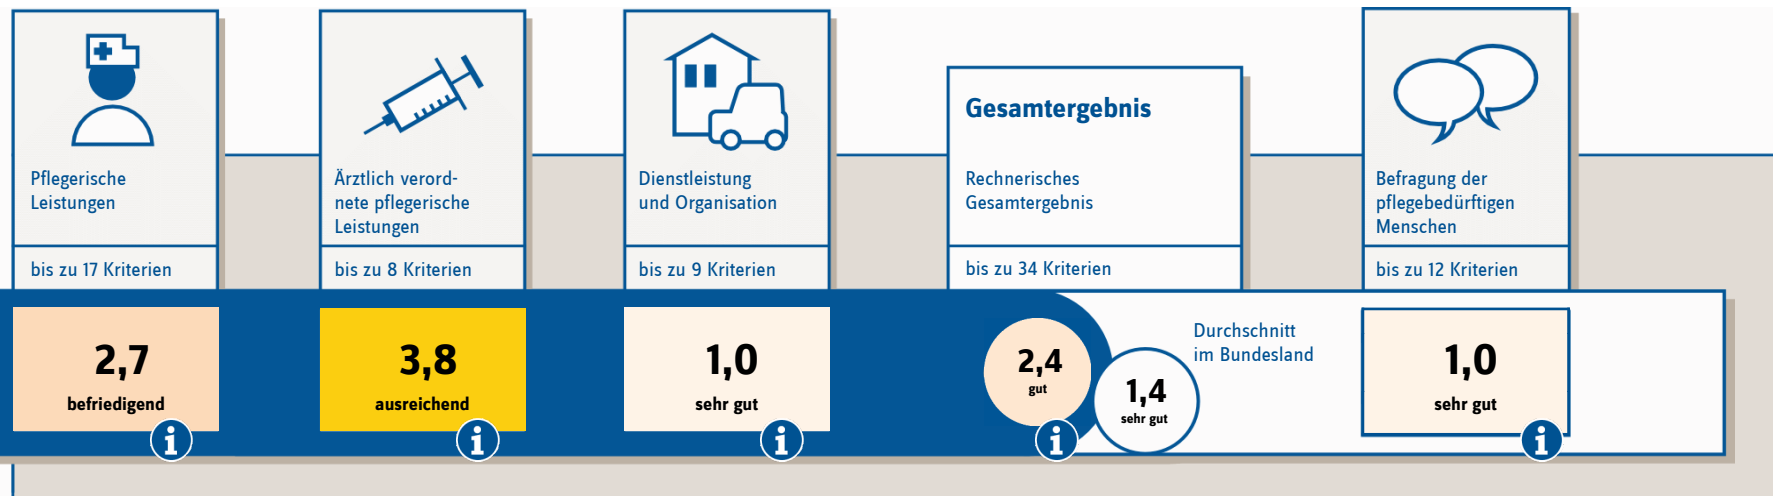 Pflegerische
Leistungen
bis zu 17 Kriterien
2,7
befriedigend
i
Ärztlich verord-
nete pflegerische
Leistungen
bis zu 8 Kriterien
3,8
ausreichend
i
Dienstleistung
und Organisation
bis zu 9 Kriterien
1,0
sehr gut
i
Gesamtergebnis
Rechnerisches
Gesamtergebnis
bis zu 34 Kriterien
2,4
gut
i
1,4
sehr gut
Durchschnitt
im Bundesland
Befragung der
pflegebedürftigen
Menschen
bis zu 12 Kriterien
1,0
sehr gut
i